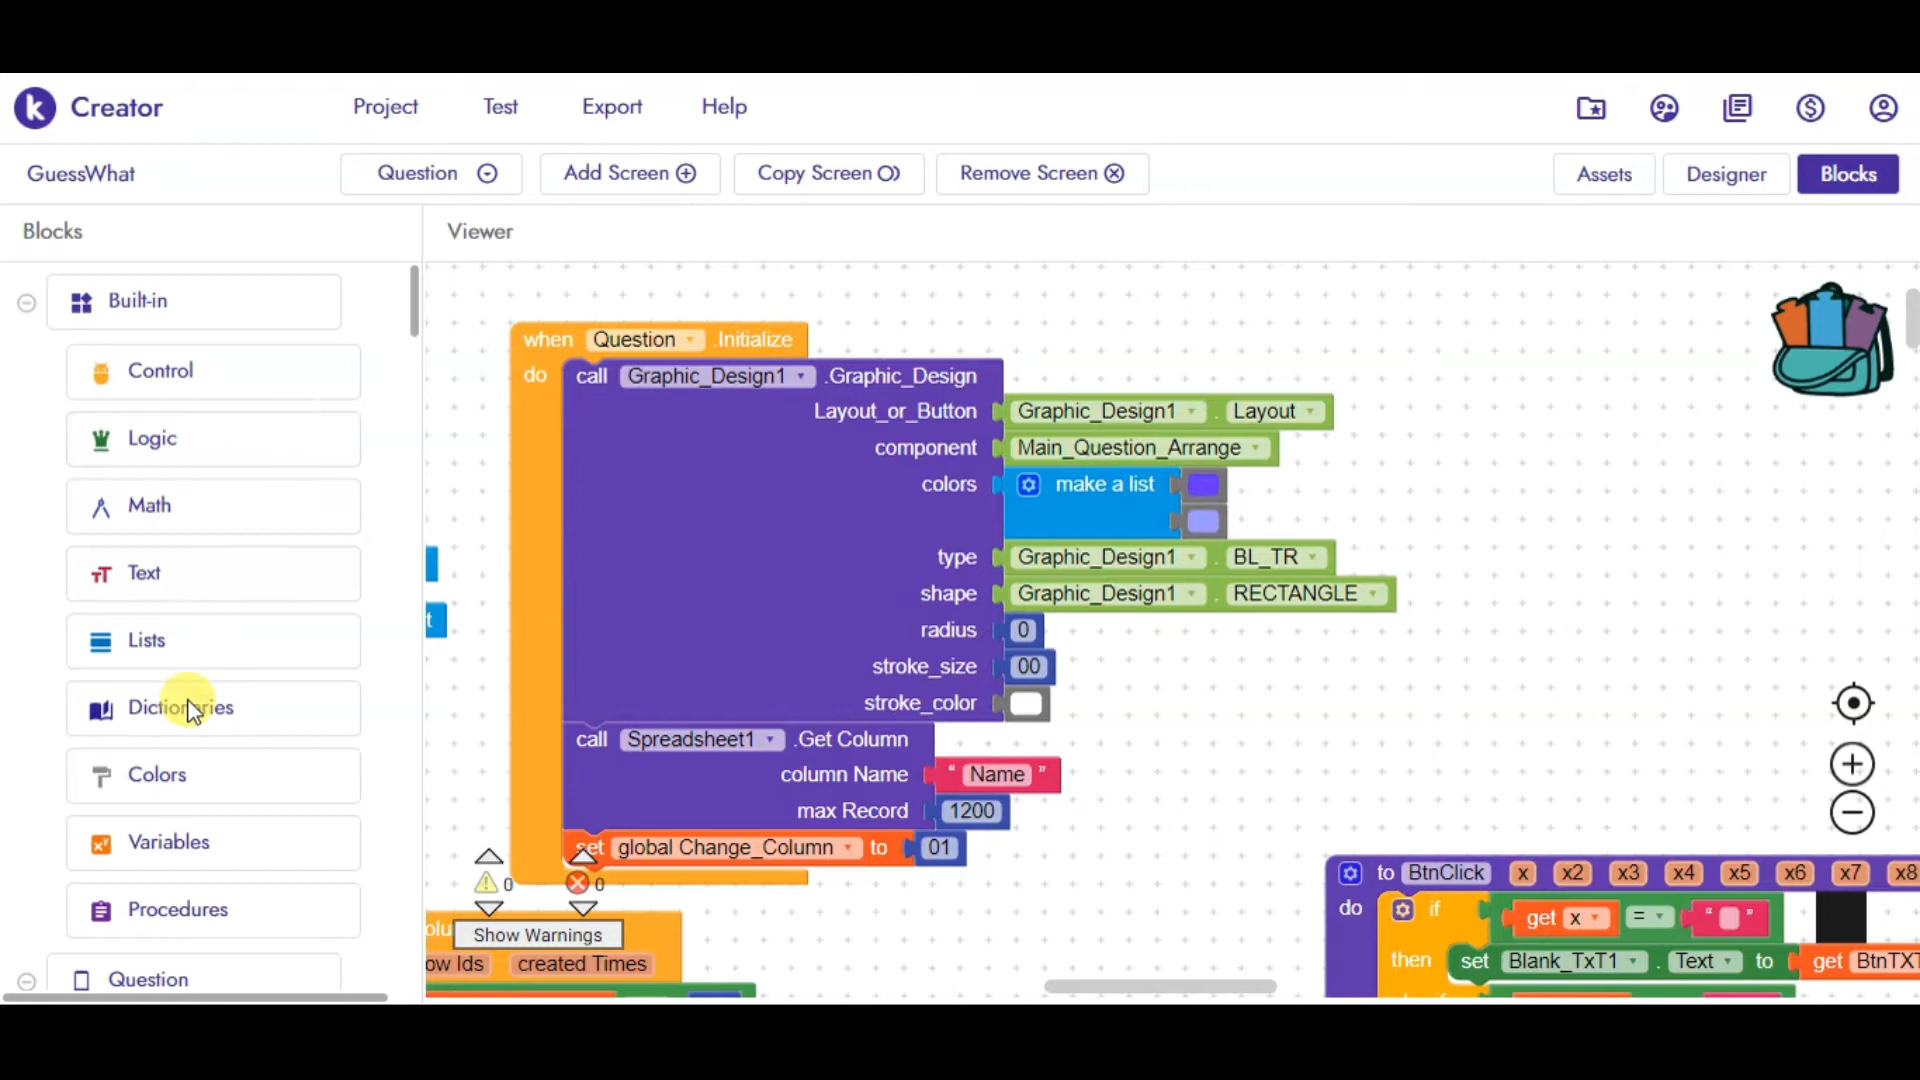 Creator Project Test Export Help
GuessWhat Question Add Screen Copy Screen Remove Screen Assets Designer Blocks
Blocks Viewer
Built-in
Control
Logic
Math
Text
Lists
Dictionaries
Colors
Variables
Procedures
Question
when Question .Initialize
do call Graphic_Design1 .Graphic_Design
Layout_or_Button Graphic_Design1 . Layout
component Main_Question_Arrange
colors make a list
type Graphic_Design1 . BL_TR
shape Graphic_Design1 . RECTANGLE
radius 0
stroke_size 00
stroke_color
call Spreadsheet1 .Get Column
column Name " Name "
max Record 1200
set global Change_Column to 01
0 0
Show Warnings
created Times
to BtnClick x x2 x3 x4 x5 x6 x7 x8
do if get x = " "
then set Blank_TxT1 . Text to get BtnTXT